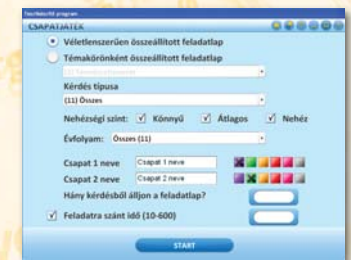 Tesztkészítő program
CSAPATJÁTÉK
Véletlenszerűen összeállított feladatlap
Témakörönként összeállított feladatlap
Kérdés típusa
(11) Összes
Nehézségi szint: Könnyű Átlagos Nehéz
Évfolyam: Összes (11)
Csapat 1 neve Csapat 1 neve
Csapat 2 neve Csapat 2 neve
Hány kérdésből álljon a feladatlap?
Feladatra szánt idő (10-600)
START